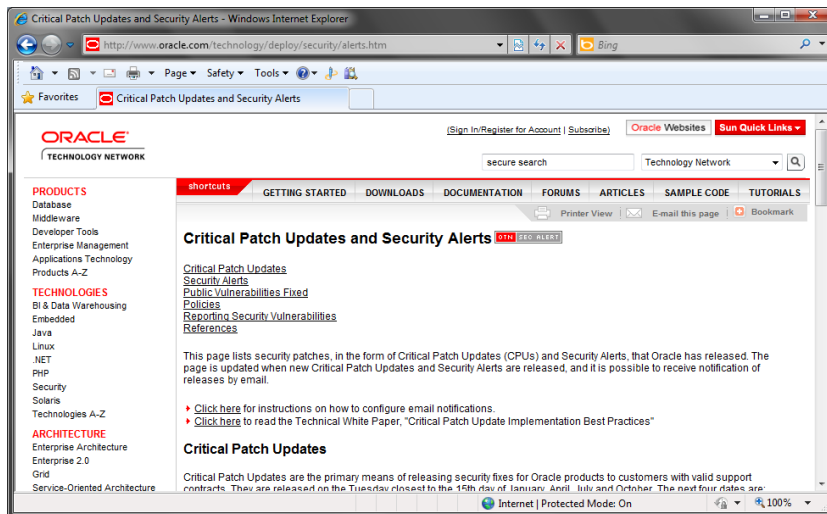 Critical Patch Updates and Security Alerts - Windows Internet Explorer
http://www.oracle.com/technology/deploy/security/alerts.htm
Bing
Page Safety Tools
Favorites
Critical Patch Updates and Security Alerts
ORACLE
TECHNOLOGY NETWORK
(Sign In/Register for Account | Subscribe)
Oracle Websites
Sun Quick Links
secure search
Technology Network
shortcuts
GETTING STARTED DOWNLOADS DOCUMENTATION FORUMS ARTICLES SAMPLE CODE TUTORIALS
Printer View | E-mail this page | Bookmark
PRODUCTS
Database
Middleware
Developer Tools
Enterprise Management
Applications Technology
Products A-Z
TECHNOLOGIES
BI & Data Warehousing
Embedded
Java
Linux
.NET
PHP
Security
Solaris
Technologies A-Z
ARCHITECTURE
Enterprise Architecture
Enterprise 2.0
Grid
Service-Oriented Architecture
Critical Patch Updates and Security Alerts OTN SEC ALERT
Critical Patch Updates
Security Alerts
Public Vulnerabilities Fixed
Policies
Reporting Security Vulnerabilities
References
This page lists security patches, in the form of Critical Patch Updates (CPUs) and Security Alerts, that Oracle has released. The
page is updated when new Critical Patch Updates and Security Alerts are released, and it is possible to receive notification of
releases by email.
Click here for instructions on how to configure email notifications.
Click here to read the Technical White Paper, "Critical Patch Update Implementation Best Practices"
Critical Patch Updates
Critical Patch Updates are the primary means of releasing security fixes for Oracle products to customers with valid support
contracts. They are released on the Tuesday closest to the 15th day of January, April, July and October. The next four dates are:
Internet | Protected Mode: On
100%